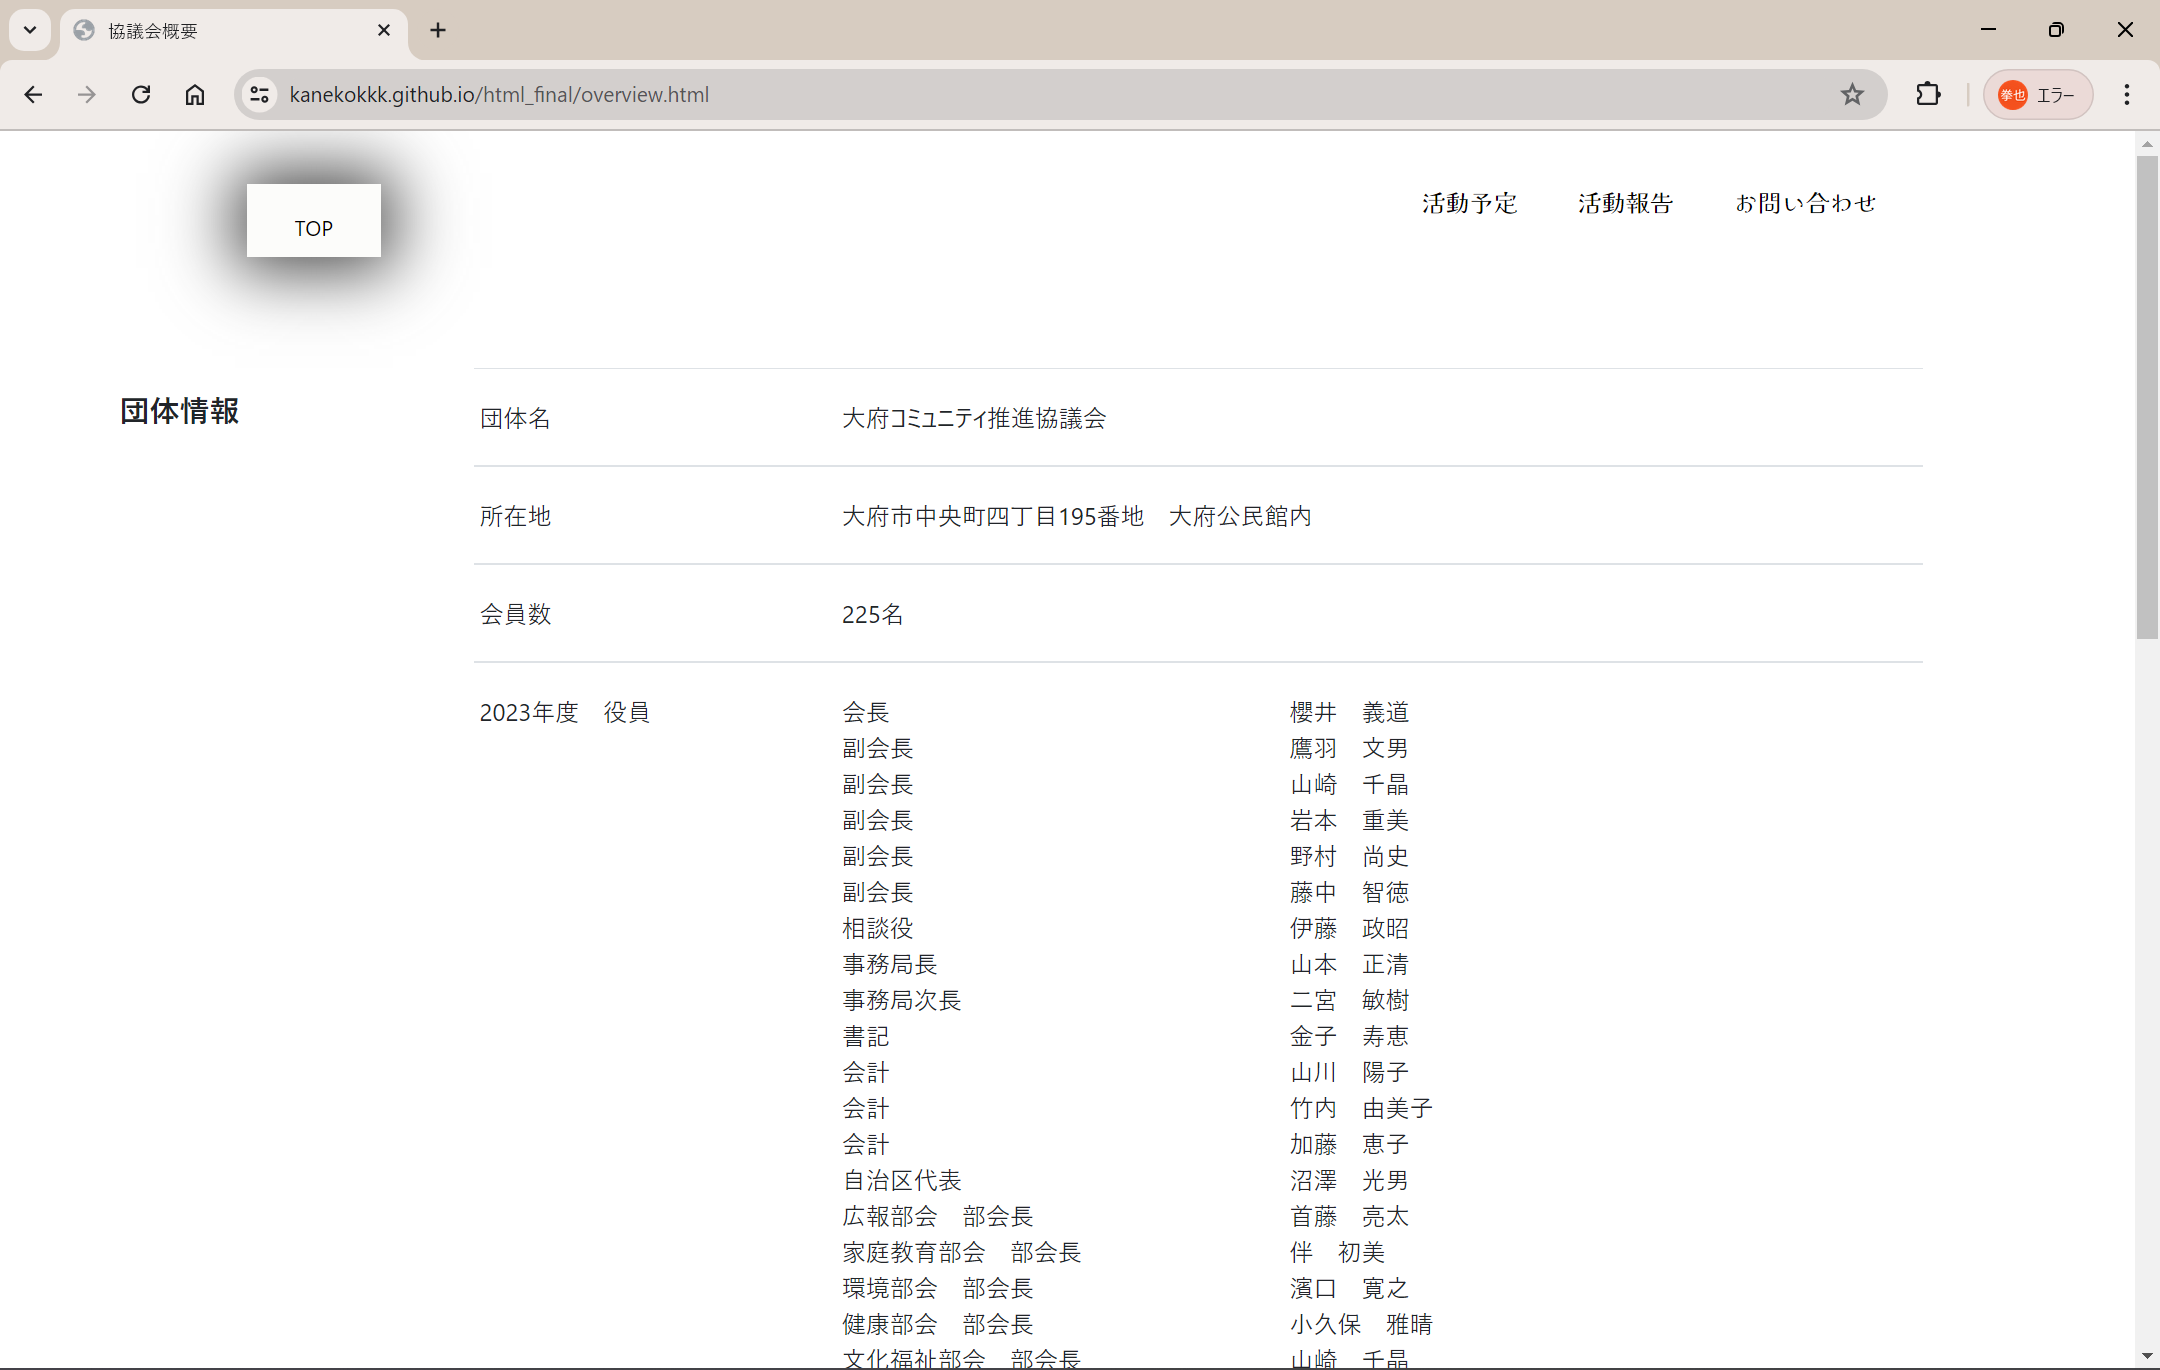 協議会概要
kanekokkk.github.io/html_final/overview.html
拳也 エラー
TOP
活動予定 活動報告 お問い合わせ
団体情報
団体名 大府コミュニティ推進協議会
所在地 大府市中央町四丁目195番地　大府公民館内
会員数 225名
2023年度　役員 会長 櫻井　義道
副会長 鷹羽　文男
副会長 山崎　千晶
副会長 岩本　重美
副会長 野村　尚史
副会長 藤中　智徳
相談役 伊藤　政昭
事務局長 山本　正清
事務局次長 二宮　敏樹
書記 金子　寿恵
会計 山川　陽子
会計 竹内　由美子
会計 加藤　恵子
自治区代表 沼澤　光男
広報部会　部会長 首藤　亮太
家庭教育部会　部会長 伴　初美
環境部会　部会長 濱口　寛之
健康部会　部会長 小久保　雅晴
文化福祉部会　部会長 山崎　千晶